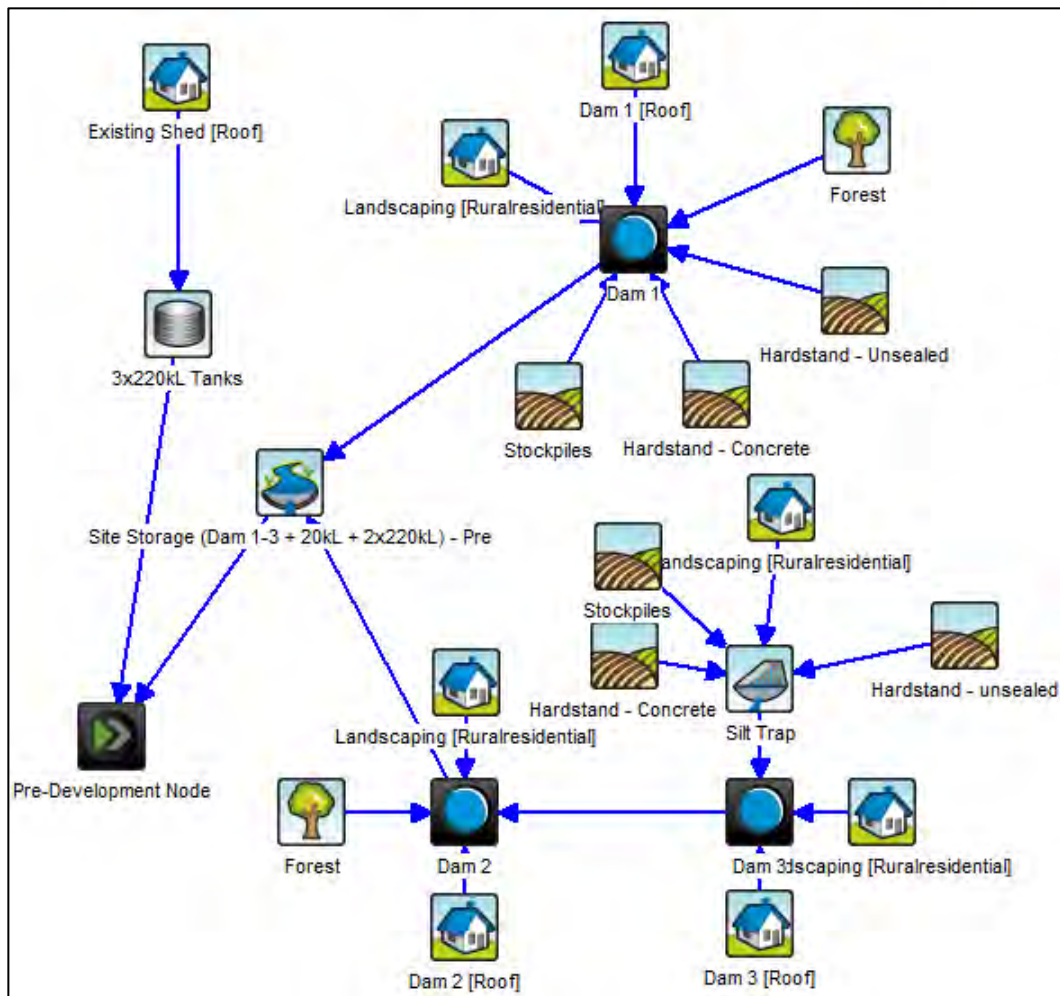 Existing Shed [Roof]
Dam 1 [Roof]
Landscaping [Ruralresidential]
Forest
Dam 1
Hardstand - Unsealed
3x220kL Tanks
Stockpiles
Hardstand - Concrete
Site Storage (Dam 1-3 + 20kL + 2x220kL) - Pre
andscaping [Ruralresidential]
Stockpiles
Hardstand - Concrete
Hardstand - unsealed
Silt Trap
Landscaping [Ruralresidential]
Pre-Development Node
Forest
Dam 2
Dam 3
dscaping [Ruralresidential]
Dam 2 [Roof]
Dam 3 [Roof]